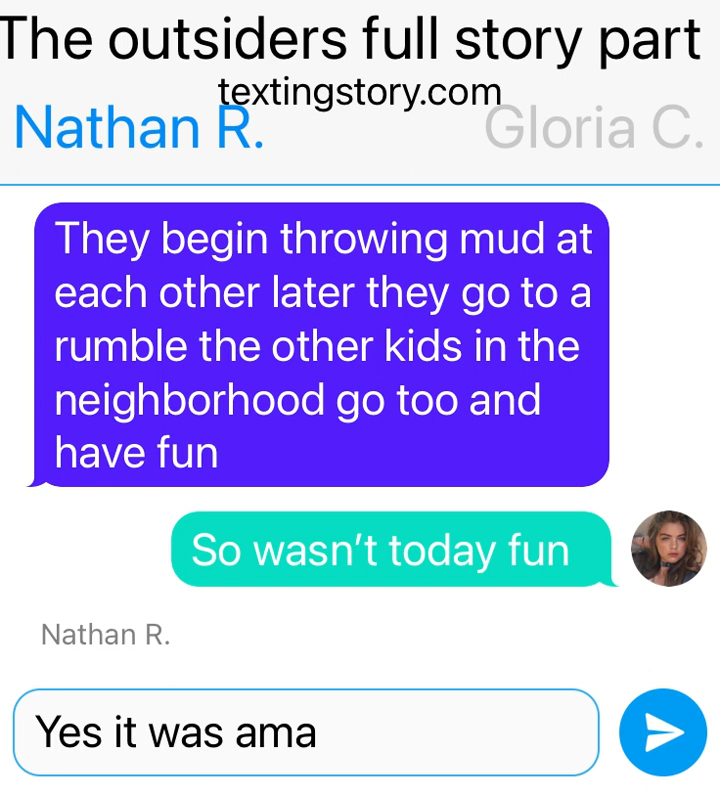 The outsiders full story part
textingstory.com
Nathan R. Gloria C.
They begin throwing mud at
each other later they go to a
rumble the other kids in the
neighborhood go too and
have fun
So wasn't today fun
Nathan R.
Yes it was ama